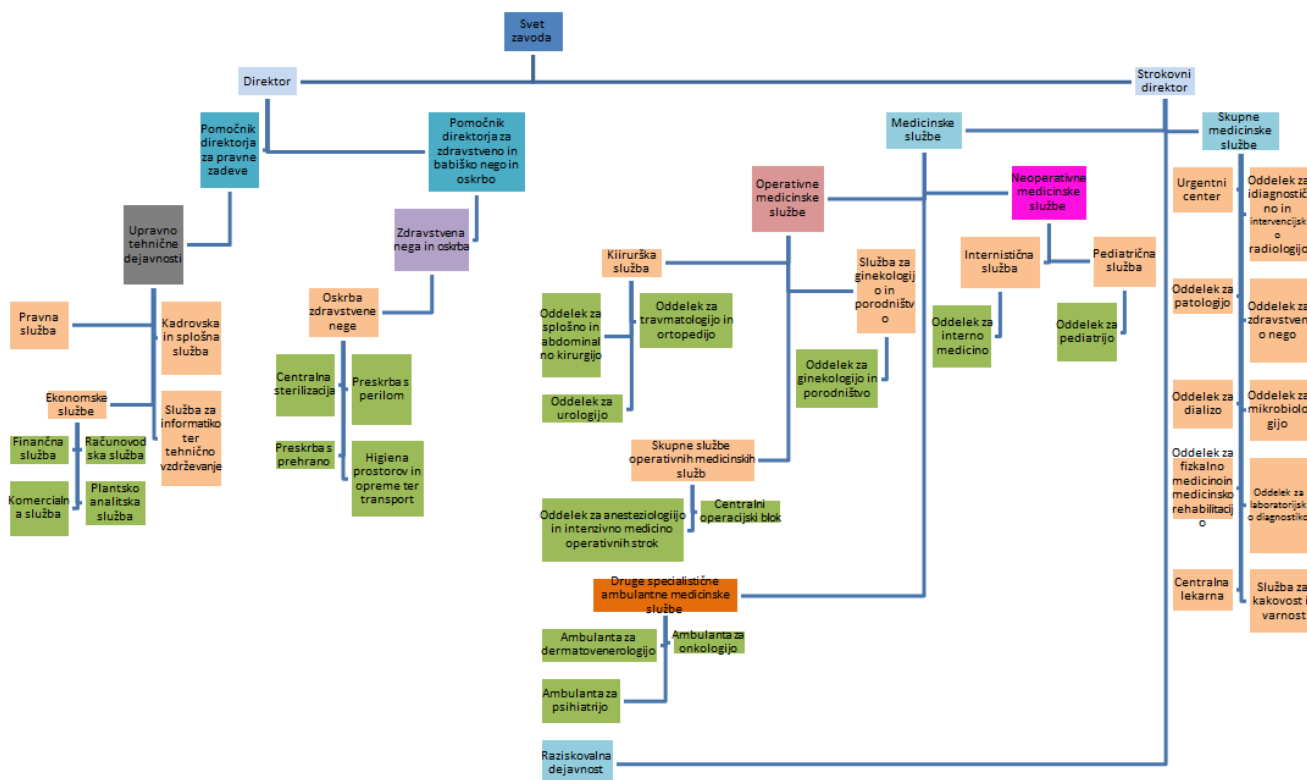 Svet
zavoda
Direktor
Strokovni
direktor
Pomočnik
direktorja
za pravne
zadeve
Pomočnik
direktorja za
zdravstveno in
babiško nego in
oskrbo
Medicinske
službe
Skupne
medicinske
službe
Upravno
tehnične
dejavnosti
Zdravstvena
nega in oskrba
Operativne
medicinske
službe
Neoperativne
medicinske
službe
Urgentni
center
Oddelek za
idiagnostič
no in
intervencijsk
o
radiologijo
Pravna
služba
Kadrovska
in splošna
služba
Oskrba
zdravstvene
nege
Kiirurška
služba
Služba za
ginekologij
o in
porodništv
o
Internistična
služba
Pediatrična
služba
Oddelek za
splošno in
abdominal
no kirurgijo
Oddelek za
travmatologijo in
ortopedijo
Oddelek za
interno
medicino
Oddelek za
pediatrijo
Oddelek za
patologijo
Oddelek za
zdravstven
o nego
Centralna
sterilizacija
Preskrba s
perilom
Oddelek za
ginekologijo in
porodništvo
Ekonomske
službe
Služba za
informatiko
ter
tehnično
vzdrževanje
Oddelek za
urologijo
Oddelek za
dializo
Oddelek za
mikrobiolo
gijo
Finančna
služba
Računovod
ska služba
Preskrba s
prehrano
Higiena
prostorov in
opreme ter
transport
Skupne službe
operativnih medicinskih
služb
Oddelek za
fizkalno
medicinoin
medicinsko
rehabilitacij
o
Oddelek za
laboratorijsk
o diagnostiko
Komercialn
a služba
Plantsko
analitska
služba
Oddelek za anesteziologiijo
in intenzivno medicino
operativnih strok
Centralni
operacijski blok
Druge specialistične
ambulantne medicinske
službe
Centralna
lekarna
Služba za
kakovost i
varnost
Ambulanta za
dermatovenerologijo
Ambulanta za
onkologijo
Ambulanta za
psihiatrijo
Raziskovalna
dejavnost